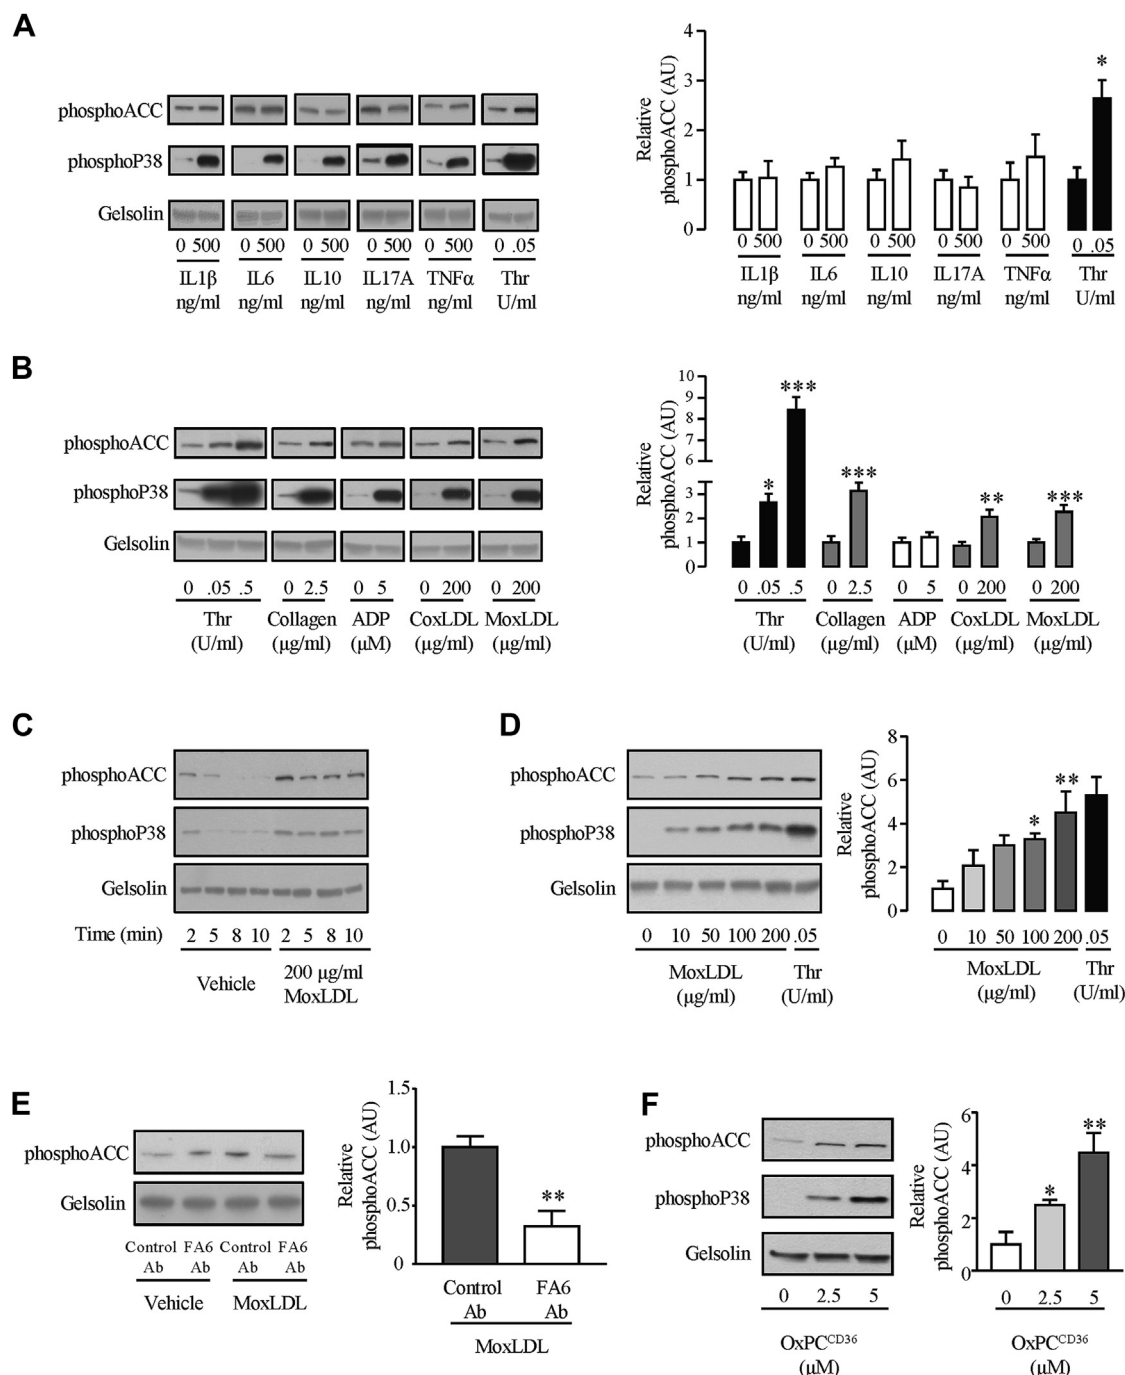 A
phosphoACC
phosphoP38
Gelsolin
0 500 0 500 0 500 0 500 0 500 0 .05
IL1β IL6 IL10 IL17A TNFα Thr
ng/ml ng/ml ng/ml ng/ml ng/ml U/ml
Relative
phosphoACC (AU)
4
3
2
1
0
*
0 500 0 500 0 500 0 500 0 500 0 .05
IL1β IL6 IL10 IL17A TNFα Thr
ng/ml ng/ml ng/ml ng/ml ng/ml U/ml
B
phosphoACC
phosphoP38
Gelsolin
0 .05 .5 0 2.5 0 5 0 200 0 200
Thr Collagen ADP CoxLDL MoxLDL
(U/ml) (μg/ml) (μM) (μg/ml) (μg/ml)
Relative
phosphoACC (AU)
10
9
8
7
6
3
2
1
0
* *** *** ** ***
0 .05 .5 0 2.5 0 5 0 200 0 200
Thr Collagen ADP CoxLDL MoxLDL
(U/ml) (μg/ml) (μM) (μg/ml) (μg/ml)
C
phosphoACC
phosphoP38
Gelsolin
Time (min) 2 5 8 10 2 5 8 10
Vehicle
200 μg/ml
MoxLDL
D
phosphoACC
phosphoP38
Gelsolin
0 10 50 100 200 .05
MoxLDL Thr
(μg/ml) (U/ml)
Relative
phosphoACC (AU)
8
6
4
2
0
* **
0 10 50 100 200 .05
MoxLDL Thr
(μg/ml) (U/ml)
E
phosphoACC
Gelsolin
Control FA6 Control FA6
Ab Ab Ab Ab
Vehicle MoxLDL
Relative
phosphoACC (AU)
1.5
1.0
0.5
0
**
Control FA6
Ab Ab
MoxLDL
F
phosphoACC
phosphoP38
Gelsolin
0 2.5 5
OxPCCD36
(μM)
Relative
phosphoACC (AU)
6
4
2
0
* **
0 2.5 5
OxPCCD36
(μM)